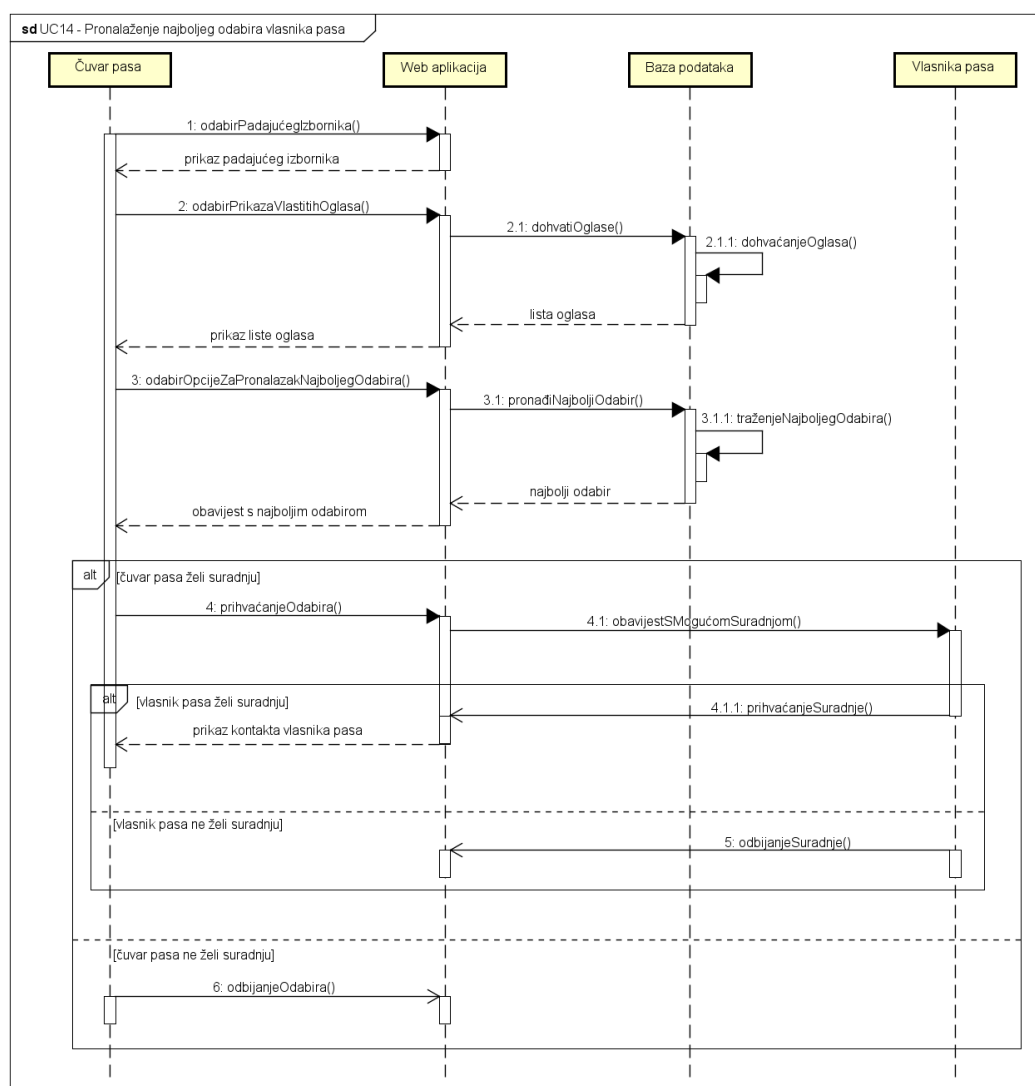 sd UC14 - Pronalaženje najboljeg odabira vlasnika pasa
Čuvar pasa
Web aplikacija
Baza podataka
Vlasnika pasa
1: odabirPadajućegIzbornika()
prikaz padajućeg izbornika
2: odabirPrikazaVlastitihOglasa()
2.1: dohvatiOglase()
2.1.1: dohvaćanjeOglasa()
lista oglasa
prikaz liste oglasa
3: odabirOpcijeZaPronalazakNajboljegOdabira()
3.1: pronađiNajboljiOdabir()
3.1.1: traženjeNajboljegOdabira()
najbolji odabir
obavijest s najboljim odabirom
alt
[čuvar pasa želi suradnju]
4: prihvaćanjeOdabira()
4.1: obavijestSMogućomSuradnjom()
alt
[vlasnik pasa želi suradnju]
4.1.1: prihvaćanjeSuradnje()
prikaz kontakta vlasnika pasa
[vlasnik pasa ne želi suradnju]
5: odbijanjeSuradnje()
[čuvar pasa ne želi suradnju]
6: odbijanjeOdabira()